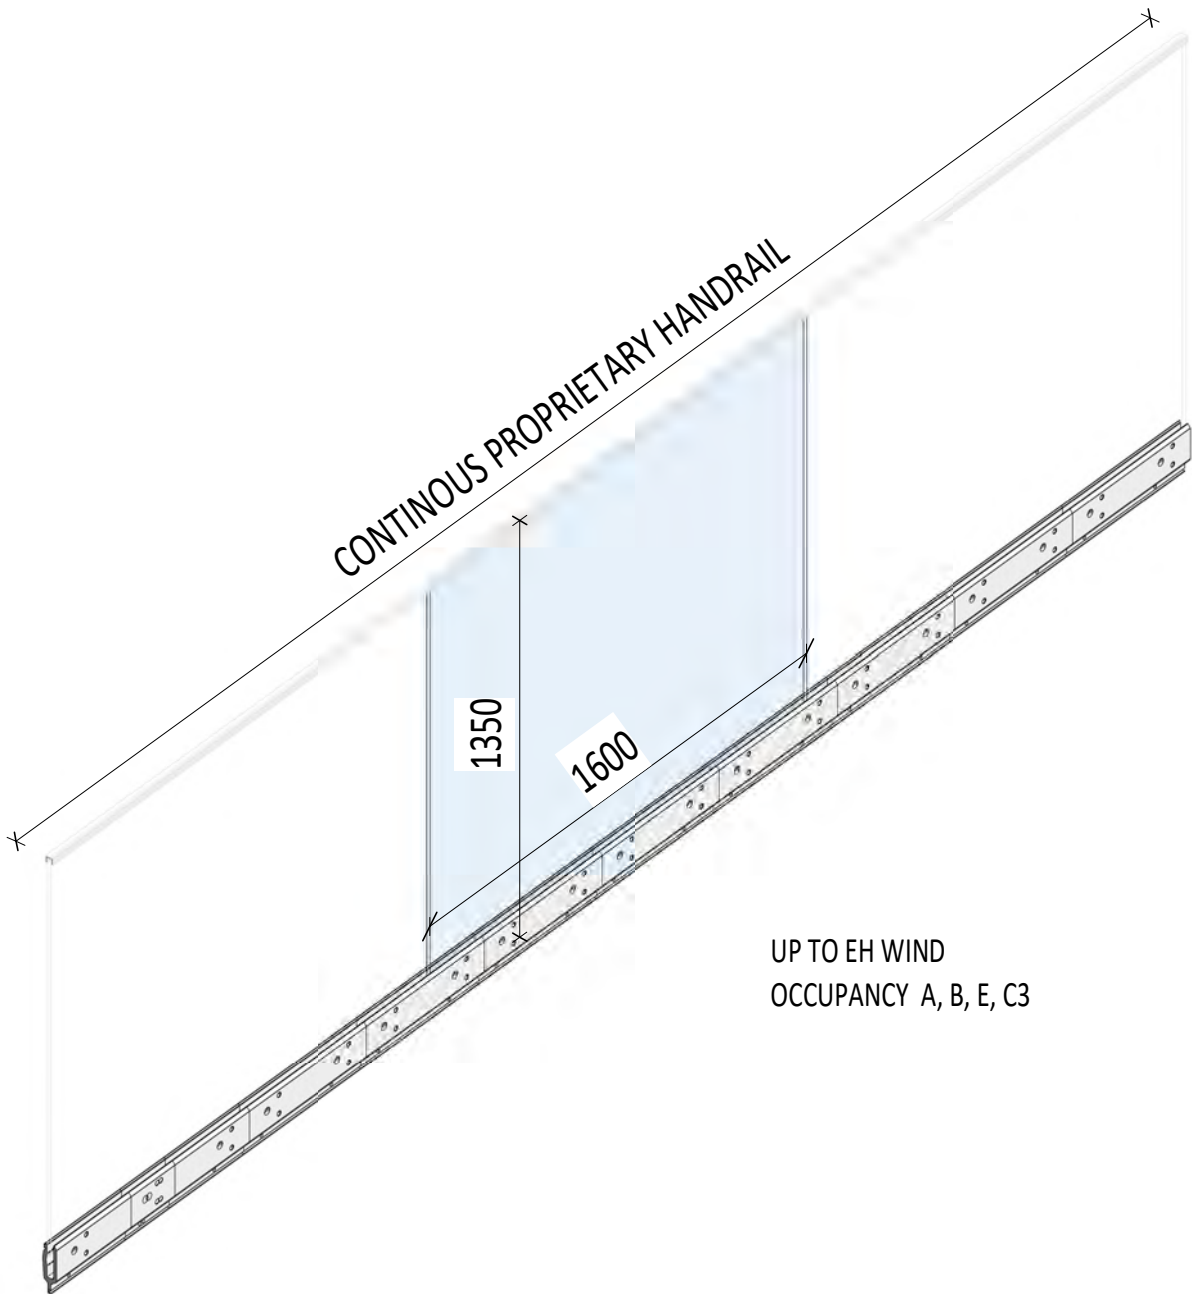 CONTINOUS PROPRIETARY HANDRAIL
1350
1600
UP TO EH WIND
OCCUPANCY A, B, E, C3